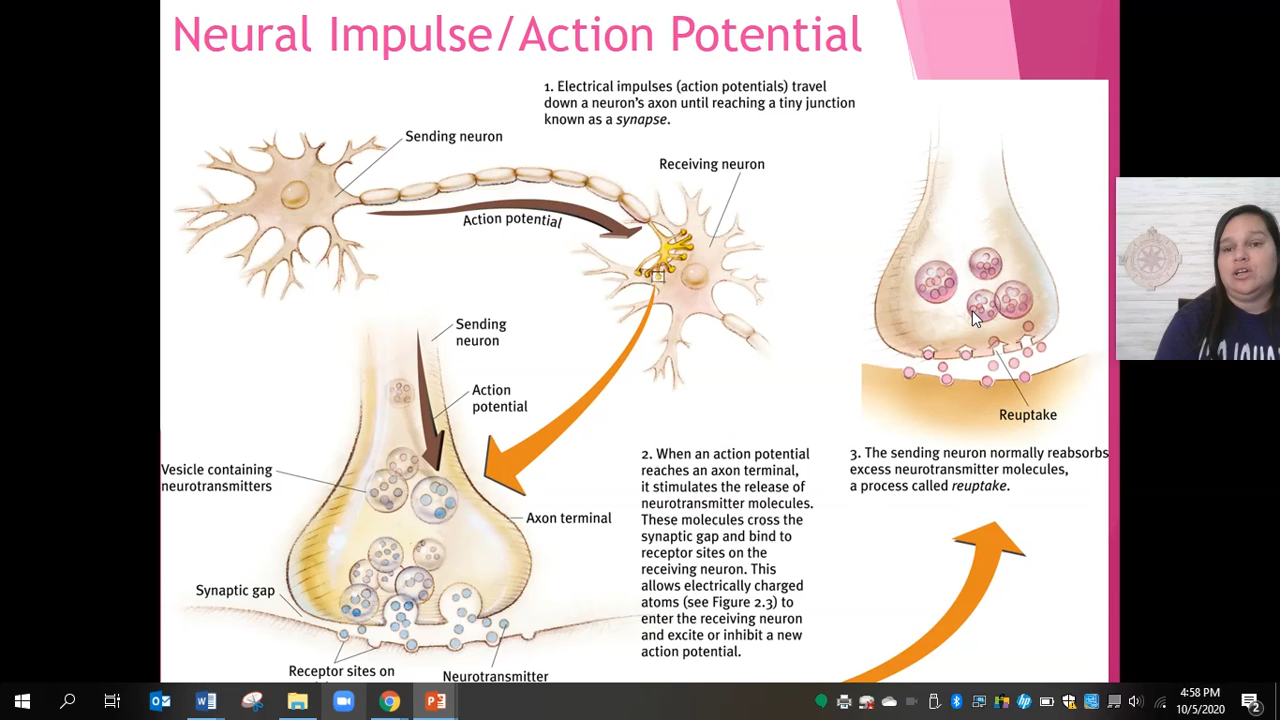 Neural Impulse/Action Potential
1. Electrical impulses (action potentials) travel
down a neuron's axon until reaching a tiny junction
known as a synapse.
Sending neuron
Receiving neuron
Action potential
Sending
neuron
Action
potential
Vesicle containing
neurotransmitters
Axon terminal
Synaptic gap
Receptor sites on
Neurotransmitter
2. When an action potential
reaches an axon terminal,
it stimulates the release of
neurotransmitter molecules.
These molecules cross the
synaptic gap and bind to
receptor sites on the
receiving neuron. This
allows electrically charged
atoms (see Figure 2.3) to
enter the receiving neuron
and excite or inhibit a new
action potential.
Reuptake
3. The sending neuron normally reabsorbs
excess neurotransmitter molecules,
a process called reuptake.
4:58 PM
10/5/2020
2